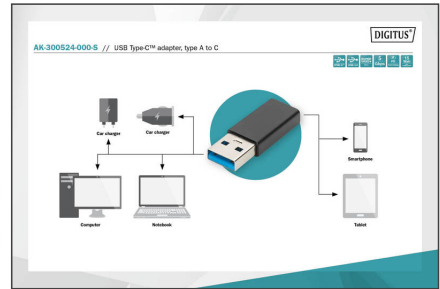 DIGITUS®
AK-300524-000-S // USB Type-C™ adapter, type A to C
Car charger
Car charger
Smartphone
Computer
Notebook
Tablet